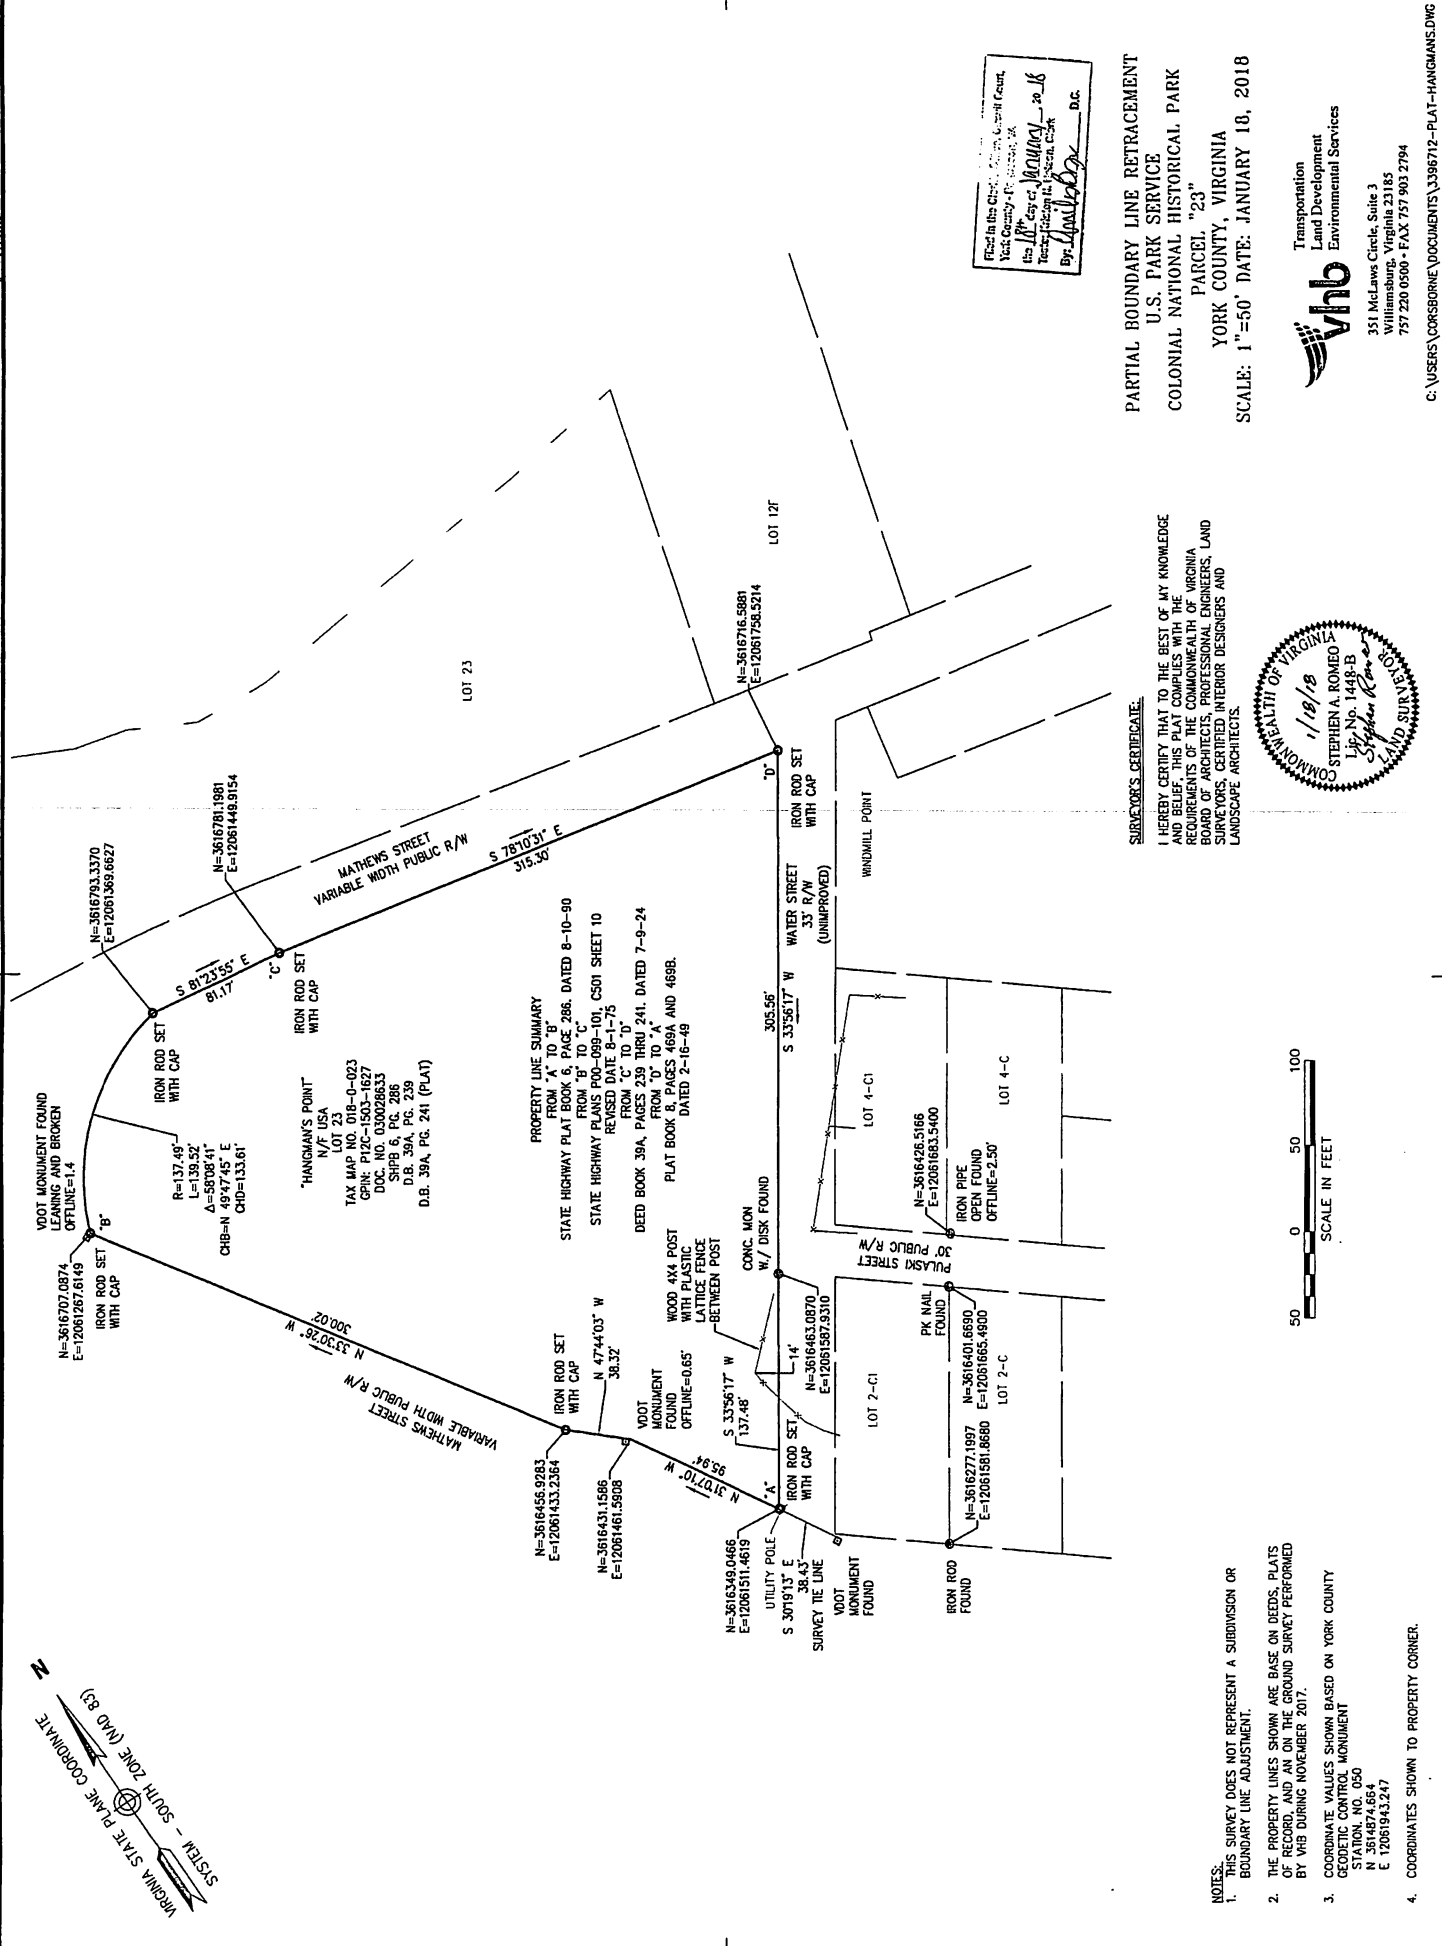 VIRGINIA STATE PLANE COORDINATE
SYSTEM - SOUTH ZONE (NAD 83)
N
VDOT MONUMENT FOUND
LEANING AND BROKEN
OFFLINE=1.4
N=3616707.0874
E=12061267.6149
IRON ROD SET
WITH CAP
"B"
R=137.49'
L=139.52'
Δ=58°08'41"
CHB=N 49°47'45" E
CHD=133.61'
N=3616793.3370
E=12061369.6627
IRON ROD SET
WITH CAP
S 81°23'55" E
81.17'
N=3616781.1981
E=12061449.9154
"C"
IRON ROD SET
WITH CAP
MATHEWS STREET
VARIABLE WIDTH PUBLIC R/W
S 78°10'31" E
315.30'
LOT 23
LOT 12F
N=3616716.5881
E=12061758.5214
"D"
IRON ROD SET
WITH CAP
"HANGMAN'S POINT"
N/F USA
LOT 23
TAX MAP NO. 018-0-023
GPIN: P12C-1503-1627
DOC. NO. 030028633
SHPB 6, PG. 286
D.B. 39A, PG. 239
D.B. 39A, PG. 241 (PLAT)
PROPERTY LINE SUMMARY
FROM "A" TO "B"
STATE HIGHWAY PLAT BOOK 6, PAGE 286. DATED 8-10-90
FROM "B" TO "C"
STATE HIGHWAY PLANS P00-099-101, C501 SHEET 10
REVISED DATE 8-1-75
FROM "C" TO "D"
DEED BOOK 39A, PAGES 239 THRU 241. DATED 7-9-24
FROM "D" TO "A"
PLAT BOOK 8, PAGES 469A AND 469B.
DATED 2-16-49
N 33°30'26" W
300.02'
MATHEWS STREET
VARIABLE WIDTH PUBLIC R/W
N=3616456.9283
E=12061433.2364
IRON ROD SET
WITH CAP
N 47°44'03" W
38.32'
N=3616431.1586
E=12061461.5908
VDOT
MONUMENT
FOUND
OFFLINE=0.65'
N 31°07'10" W
95.94'
WOOD 4X4 POST
WITH PLASTIC
LATTICE FENCE
BETWEEN POST
S 33°56'17" W
137.48'
14'
CONC. MON
W./ DISK FOUND
N=3616463.0870
E=12061587.9310
305.56'
S 33°56'17" W
WATER STREET
33' R/W
(UNIMPROVED)
WINDMILL POINT
N=3616349.0466
E=12061511.4619
"A"
IRON ROD SET
WITH CAP
UTILITY POLE
S 30°19'13" E
38.43'
SURVEY TIE LINE
VDOT
MONUMENT
FOUND
LOT 2-C1
LOT 4-C1
PULASKI STREET
30' PUBLIC R/W
PK NAIL
FOUND
N=3616401.6690
E=12061665.4900
N=3616426.5166
E=12061683.5400
IRON PIPE
OPEN FOUND
OFFLINE=2.50'
N=3616277.1997
E=12061581.8680
IRON ROD
FOUND
LOT 2-C
LOT 4-C
NOTES:
1. THIS SURVEY DOES NOT REPRESENT A SUBDIVISION OR
BOUNDARY LINE ADJUSTMENT.
2. THE PROPERTY LINES SHOWN ARE BASE ON DEEDS, PLATS
OF RECORD, AND AN ON THE GROUND SURVEY PERFORMED
BY VHB DURING NOVEMBER 2017.
3. COORDINATE VALUES SHOWN BASED ON YORK COUNTY
GEODETIC CONTROL MONUMENT
STATION. NO. 050
N 3614874.664
E 12061943.247
4. COORDINATES SHOWN TO PROPERTY CORNER.
50 0 50 100
SCALE IN FEET
SURVEYOR'S CERTIFICATE:
I HEREBY CERTIFY THAT TO THE BEST OF MY KNOWLEDGE
AND BELIEF, THIS PLAT COMPLIES WITH THE
REQUIREMENTS OF THE COMMONWEALTH OF VIRGINIA
BOARD OF ARCHITECTS, PROFESSIONAL ENGINEERS, LAND
SURVEYORS, CERTIFIED INTERIOR DESIGNERS AND
LANDSCAPE ARCHITECTS.
COMMONWEALTH OF VIRGINIA
1/18/18
STEPHEN A. ROMEO
Lic. No. 1448-B
Stephen Romeo
LAND SURVEYOR
Filed in the Circuit Court,
York County
the 18th day of January, 20 18
Clerk
By: D.C.
PARTIAL BOUNDARY LINE RETRACEMENT
U.S. PARK SERVICE
COLONIAL NATIONAL HISTORICAL PARK
PARCEL "23"
YORK COUNTY, VIRGINIA
SCALE: 1"=50' DATE: JANUARY 18, 2018
vhb
Transportation
Land Development
Environmental Services
351 McLaws Circle, Suite 3
Williamsburg, Virginia 23185
757 220 0500 • FAX 757 903 2794
C:\USERS\CORSBORNE\DOCUMENTS\3396712-PLAT-HANGMANS.DWG